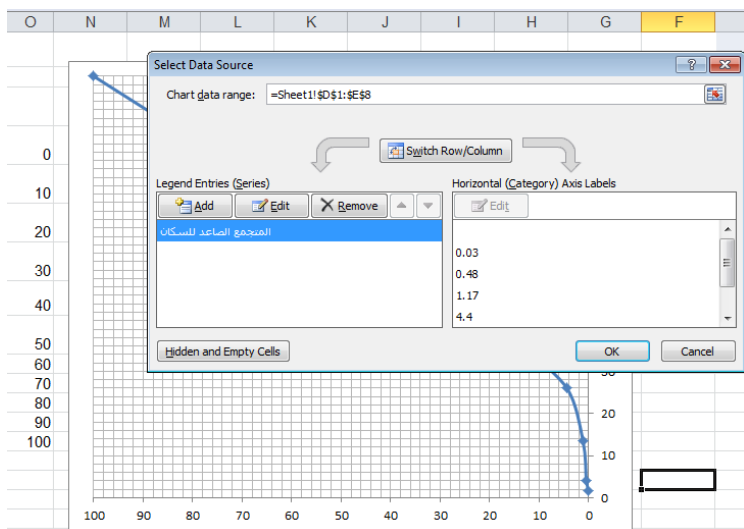 O N M L K J I H G F
Select Data Source
Chart data range: =Sheet1!$D$1:$E$8
Switch Row/Column
Legend Entries (Series)
Add Edit Remove
المتجمع الصاعد للسكان
Horizontal (Category) Axis Labels
Edit
0.03
0.48
1.17
4.4
Hidden and Empty Cells
OK Cancel
0
10
20
30
40
50
60
70
80
90
100
20
10
0
100 90 80 70 60 50 40 30 20 10 0